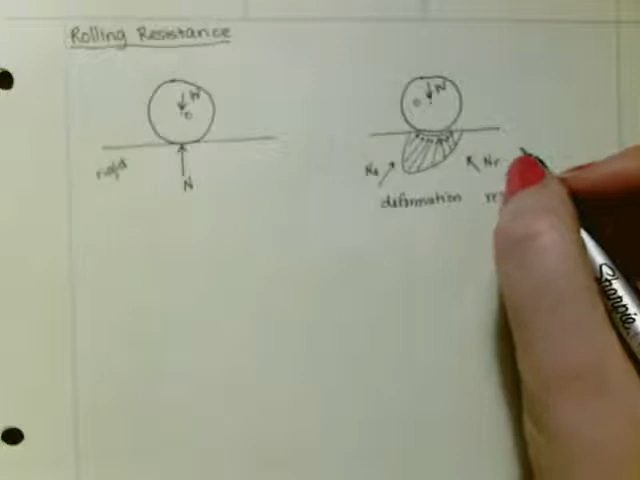 Rolling Resistance
W
o
W
o
rigid
N
Nd
Nr
deformation
Sharpie